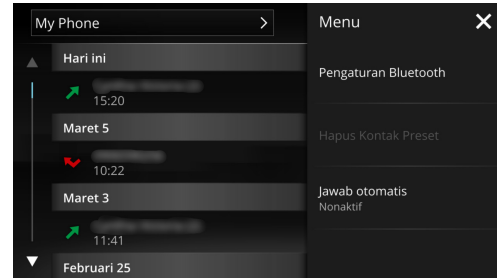 My Phone
Hari ini
15:20
Maret 5
10:22
Maret 3
11:41
Februari 25
Menu
Pengaturan Bluetooth
Hapus Kontak Preset
Jawab otomatis
Nonaktif